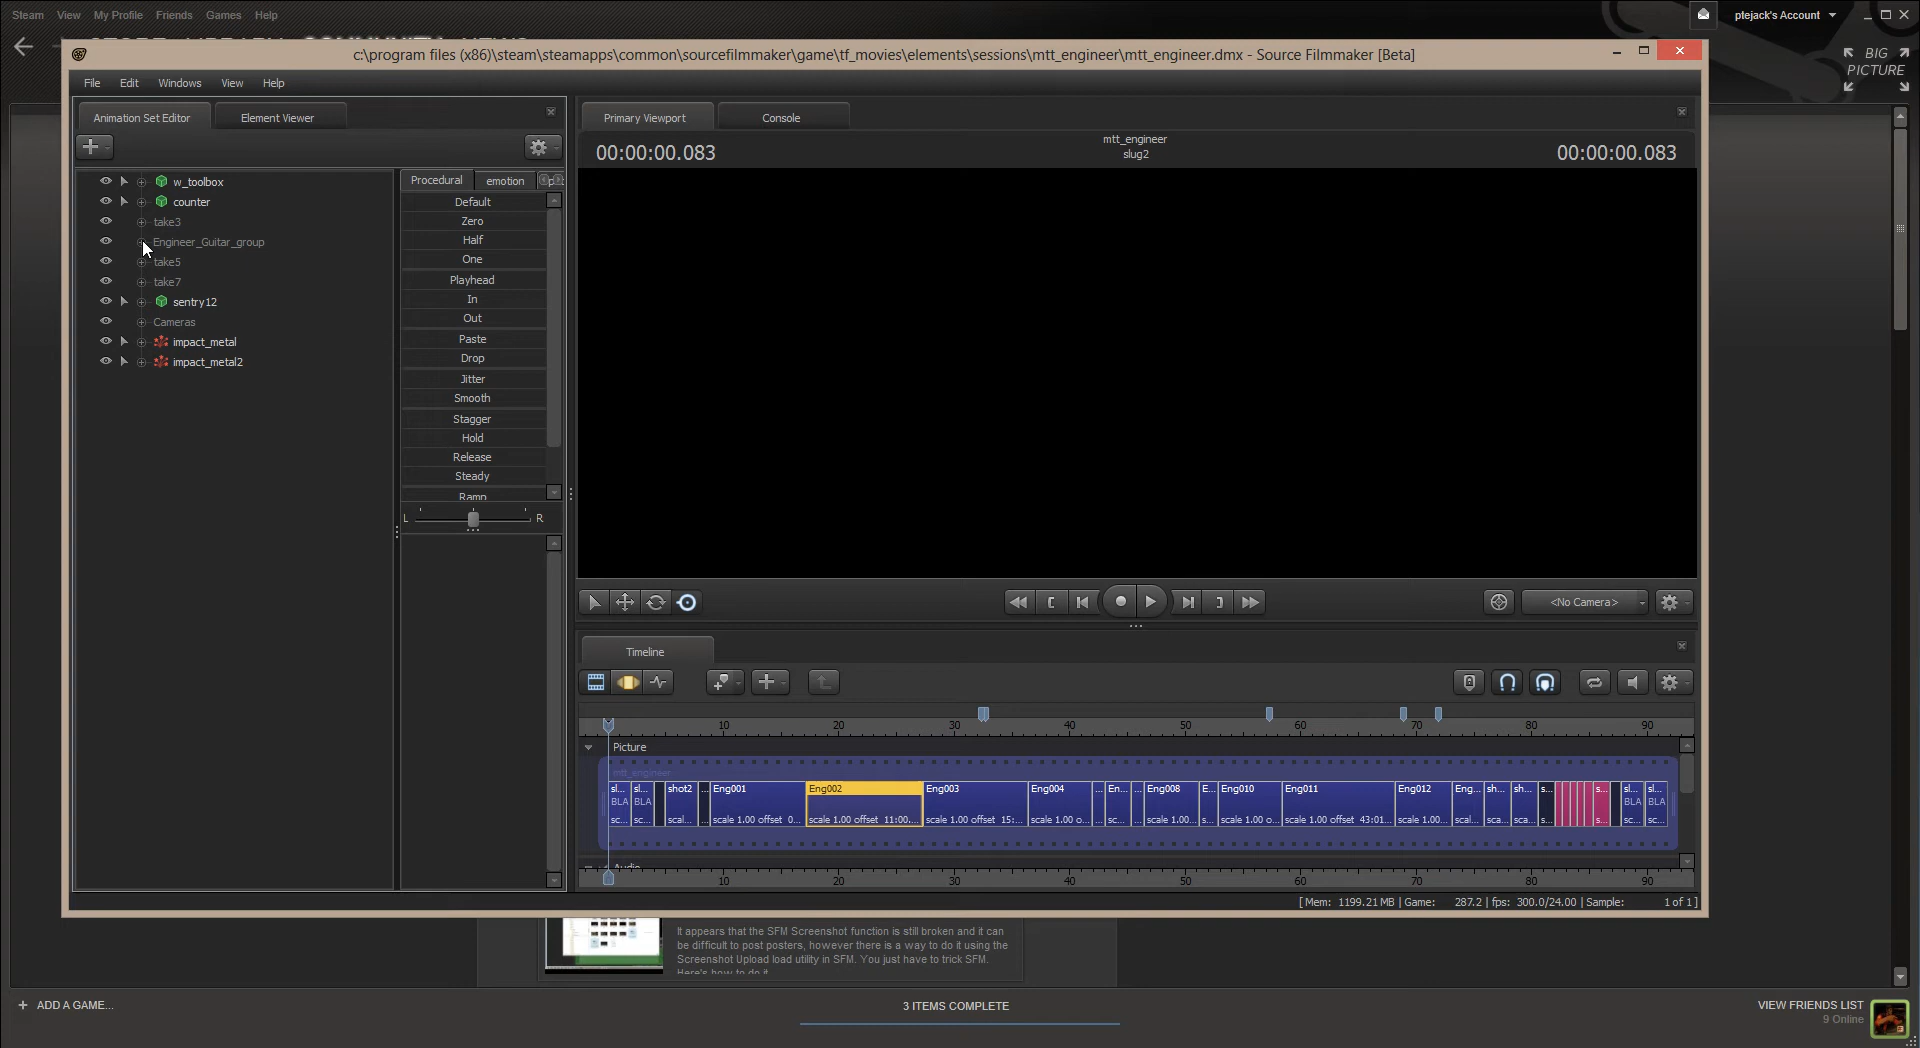 Steam View My Profile Friends Games Help
ptejack's Account
BIG PICTURE
c:\program files (x86)\steam\steamapps\common\sourcefilmmaker\game\tf_movies\elements\sessions\mtt_engineer\mtt_engineer.dmx - Source Filmmaker [Beta]
File Edit Windows View Help
Animation Set Editor Element Viewer
w_toolbox
counter
take3
Engineer_Guitar_group
take5
take7
sentry12
Cameras
impact_metal
impact_metal2
Procedural emotion
Default
Zero
Half
One
Playhead
In
Out
Paste
Drop
Jitter
Smooth
Stagger
Hold
Release
Steady
Ramp
L R
Primary Viewport Console
00:00:00.083
mtt_engineer
slug2
00:00:00.083
<No Camera>
Timeline
10 20 30 40 50 60 70 80 90
Picture
mtt_engineer
sl... sl... shot2 ... Eng001 Eng002 Eng003 Eng004 ... En... Eng008 E... Eng010 Eng011 Eng012 Eng... sh... sh... s... s... sl... sl...
BLA BLA BLA BLA
sc... sc... scal... scale 1.00 offset 0... scale 1.00 offset 11:00... scale 1.00 offset 15:... scale 1.00 o... sc... scale 1.00... s... scale 1.00 o... scale 1.00 offset 43:01... scale 1.00... scal... sca... sca... s... s... sc... sc...
Audio
10 20 30 40 50 60 70 80 90
[ Mem: 1199.21 MB | Game: 287.2 | fps: 300.0/24.00 | Sample: 1 of 1 ]
It appears that the SFM Screenshot function is still broken and it can
be difficult to post posters, however there is a way to do it using the
Screenshot Upload load utility in SFM. You just have to trick SFM.
Here's how to do it
+ ADD A GAME...
3 ITEMS COMPLETE
VIEW FRIENDS LIST
9 Online